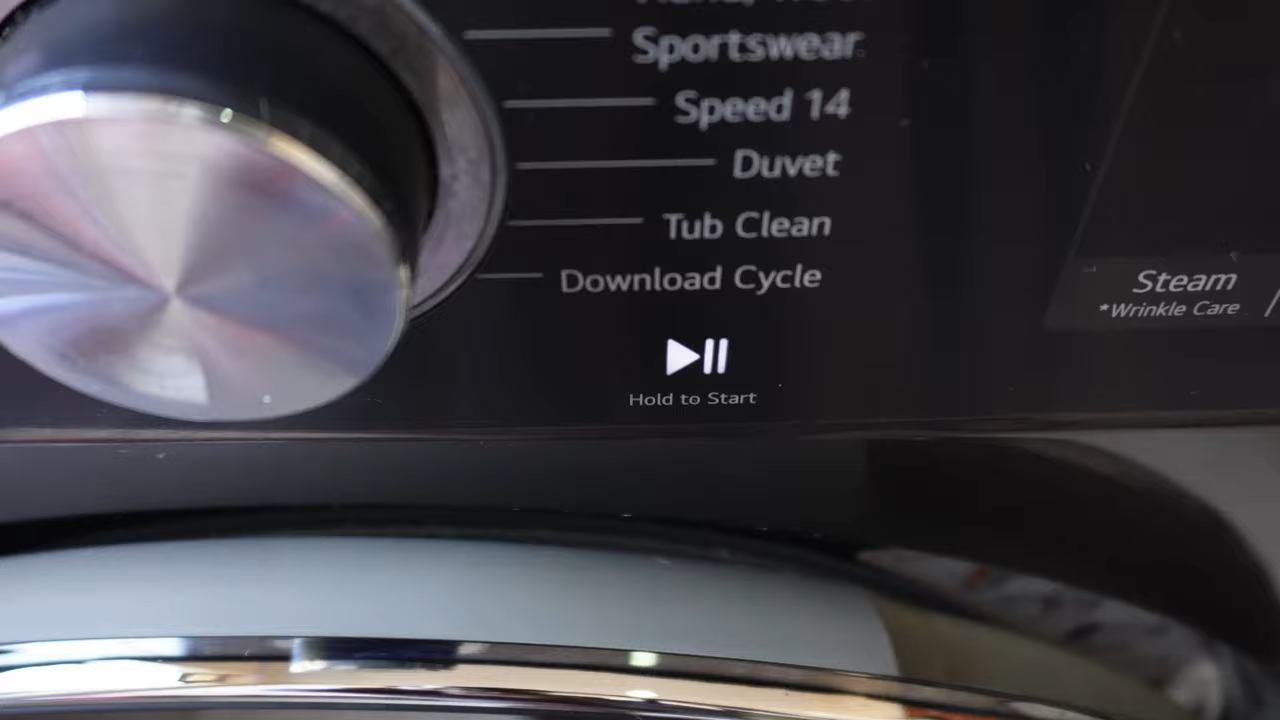 Sportswear
Speed 14
Duvet
Tub Clean
Download Cycle
Hold to Start
Steam
*Wrinkle Care